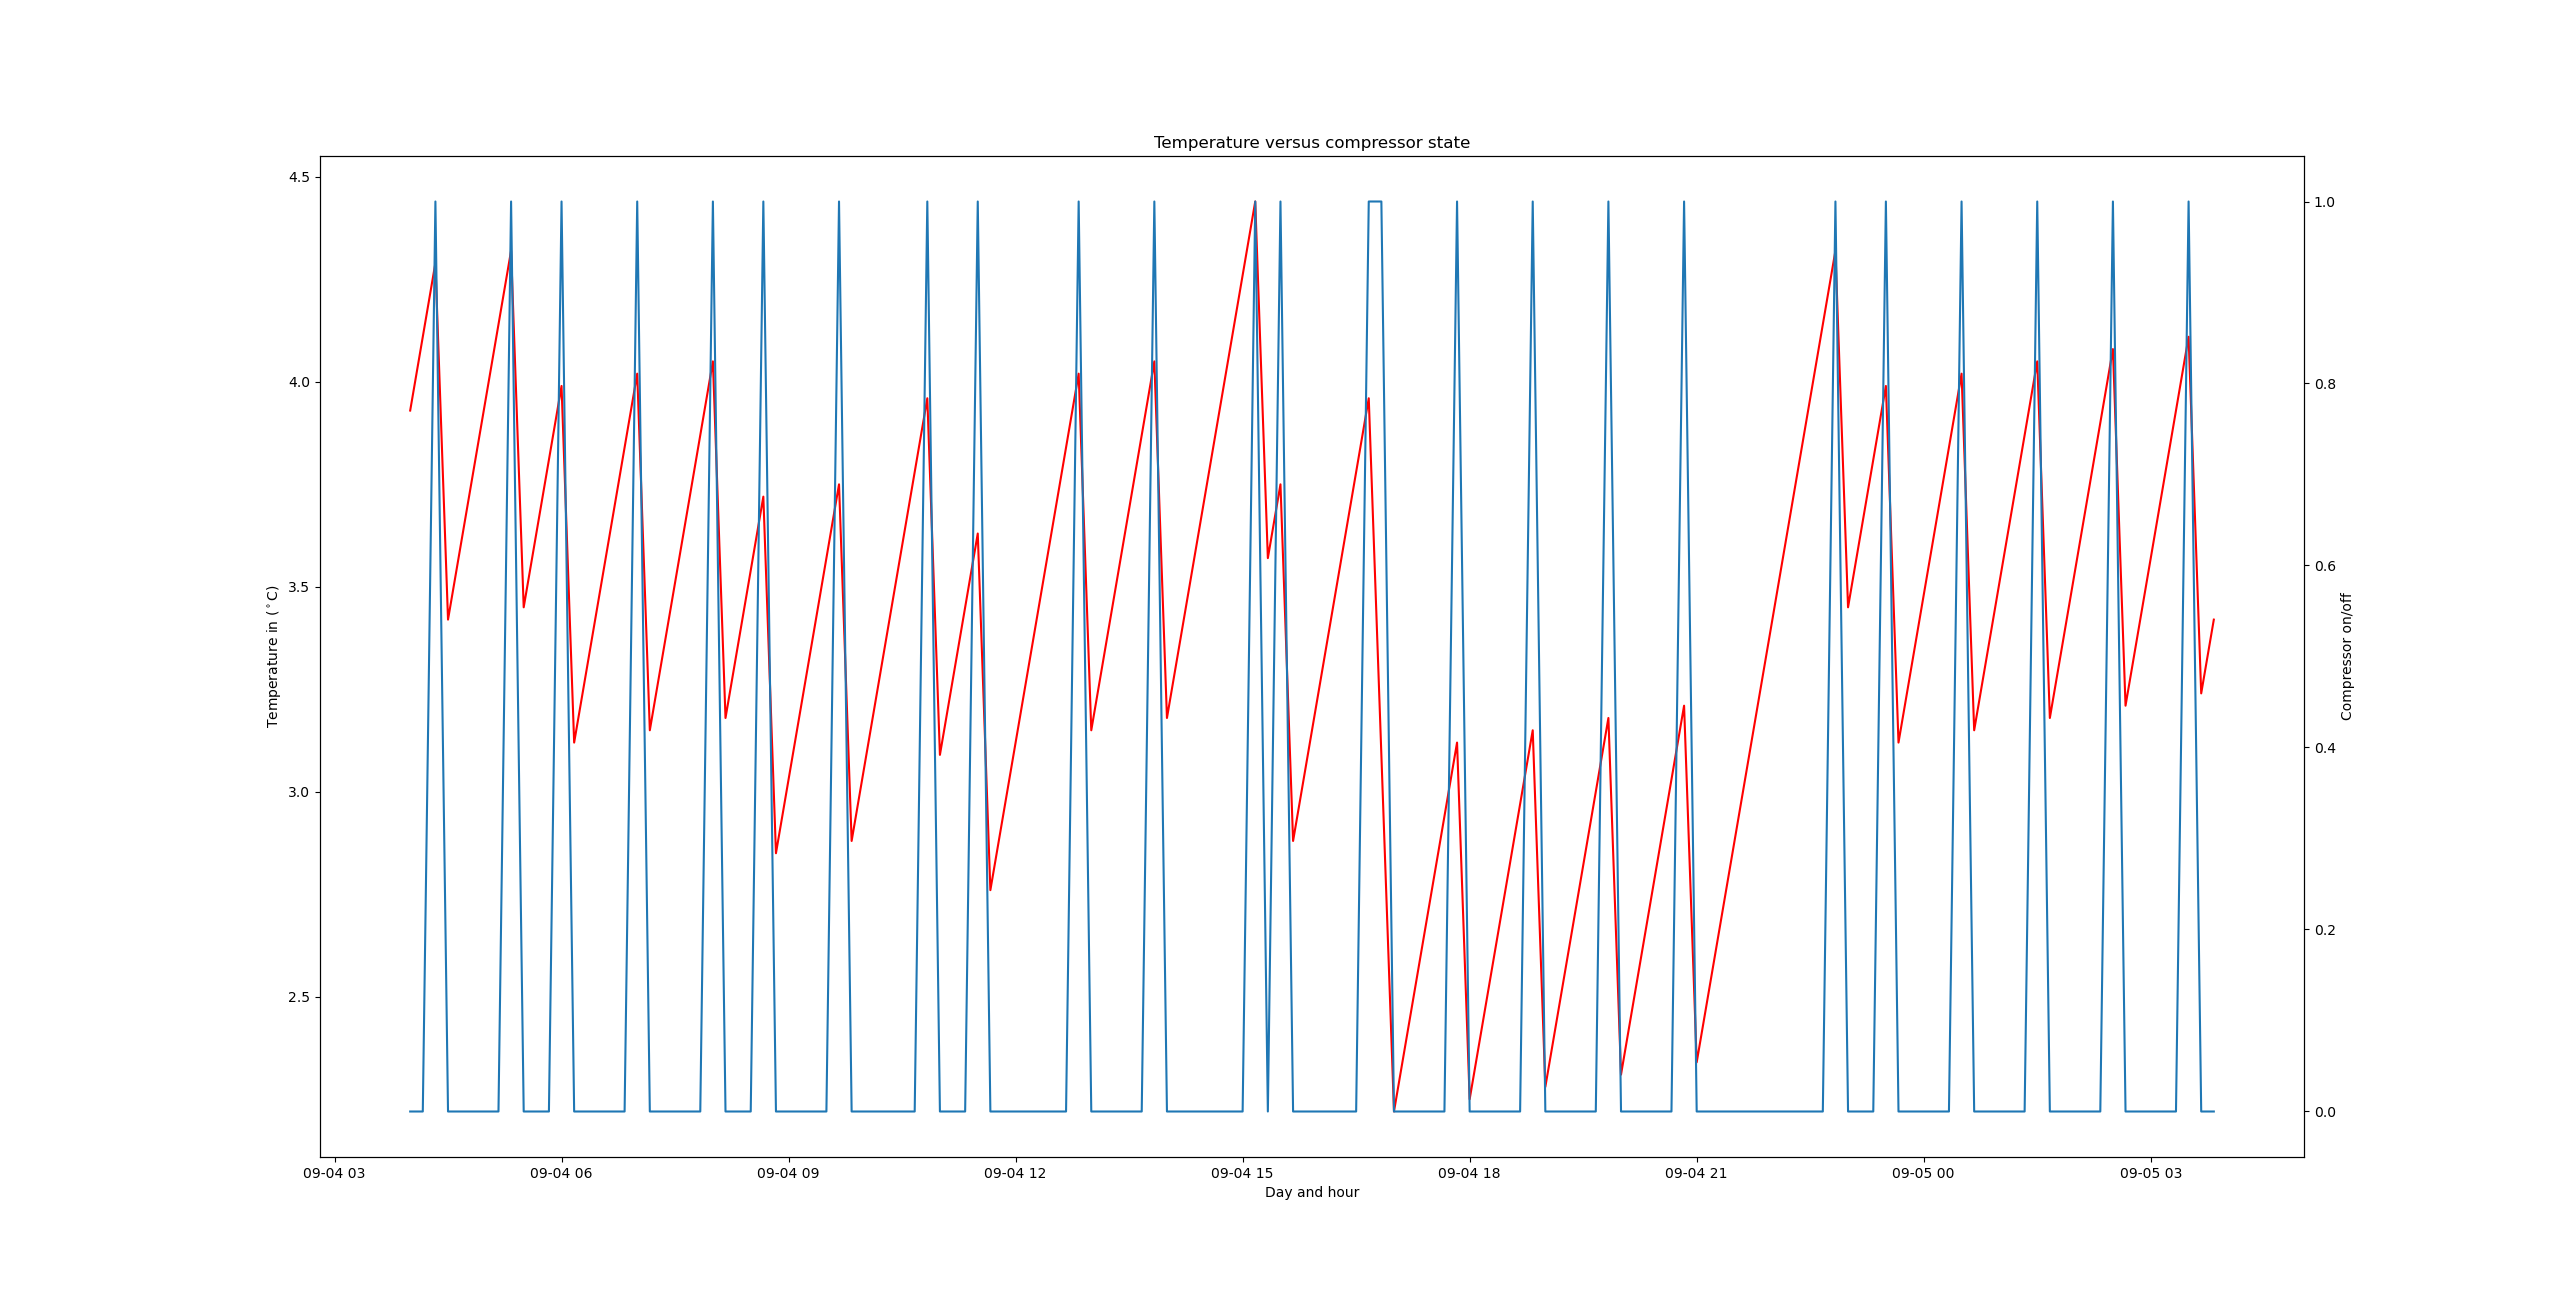 Temperature versus compressor state
4.5
4.0
3.5
3.0
2.5
Temperature in (°C)
1.0
0.8
0.6
0.4
0.2
0.0
Compressor on/off
09-04 03 09-04 06 09-04 09 09-04 12 09-04 15 09-04 18 09-04 21 09-05 00 09-05 03
Day and hour